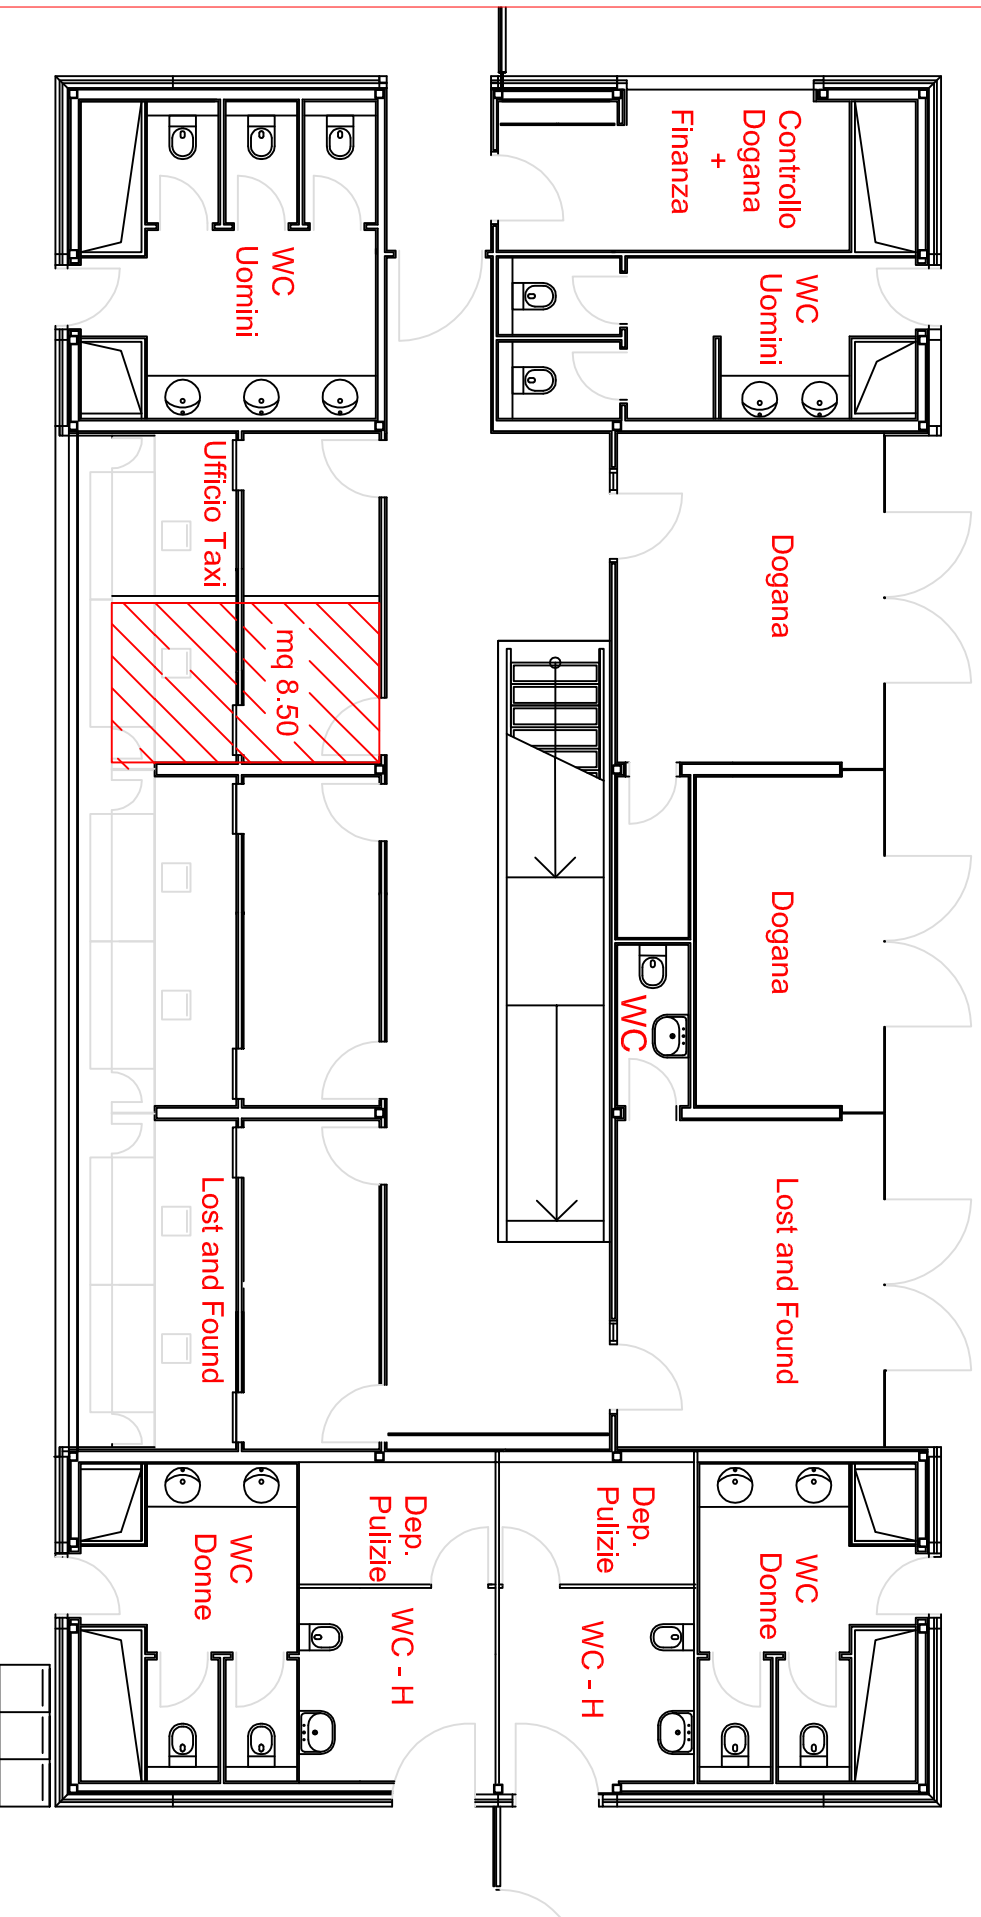 Controllo
Dogana
+
Finanza
WC
Uomini
WC
Uomini
Ufficio Taxi
Dogana
mq 8.50
Dogana
WC
Lost and Found
Lost and Found
Dep.
Pulizie
Dep.
Pulizie
WC
Donne
WC
Donne
WC - H
WC - H